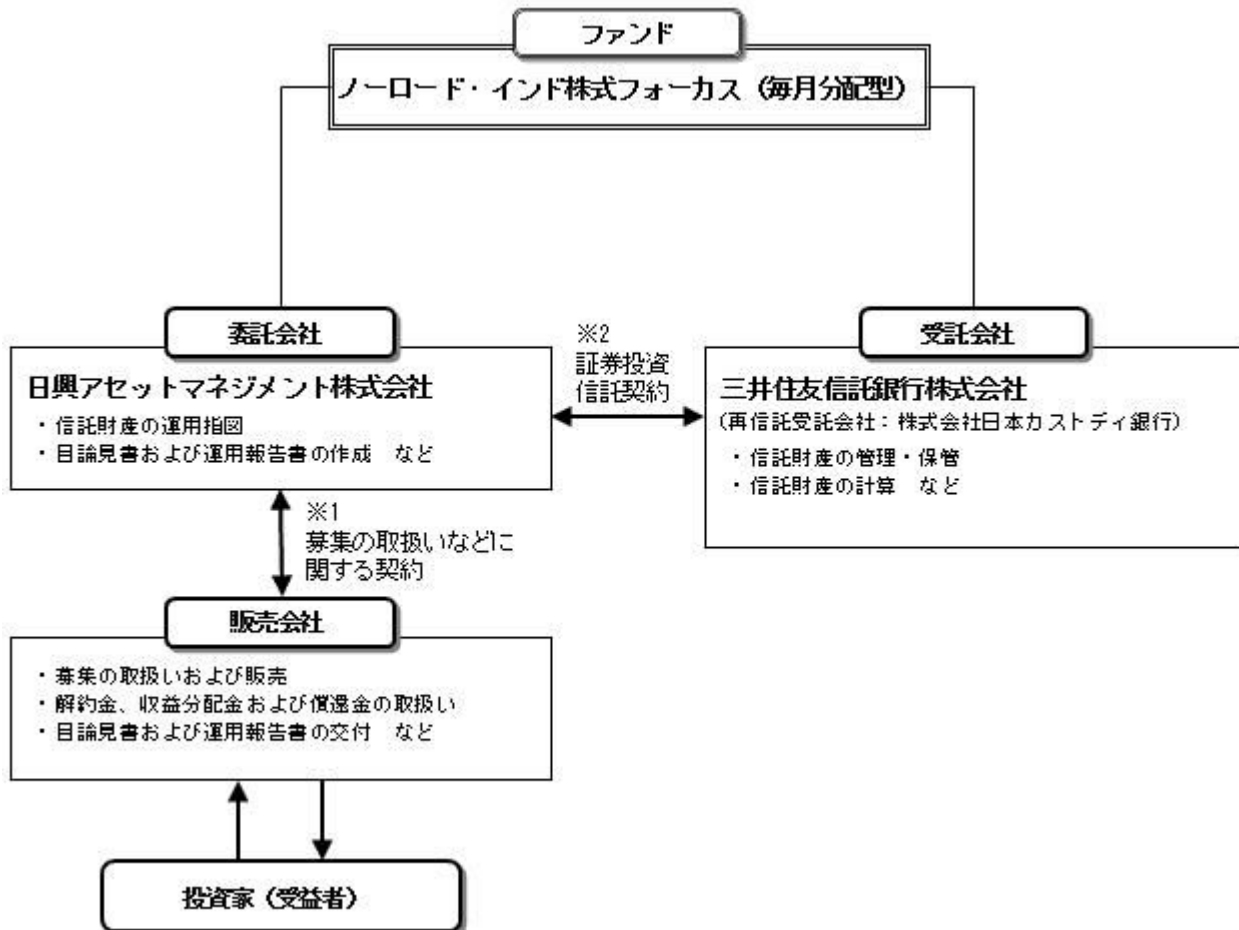 ファンド
ノーロード・インド株式フォーカス（毎月分配型）
委託会社
日興アセットマネジメント株式会社
・信託財産の運用指図
・目論見書および運用報告書の作成　など
※2
証券投資
信託契約
受託会社
三井住友信託銀行株式会社
（再信託受託会社：株式会社日本カストディ銀行）
・信託財産の管理・保管
・信託財産の計算　など
※1
募集の取扱いなどに
関する契約
販売会社
・募集の取扱いおよび販売
・解約金、収益分配金および償還金の取扱い
・目論見書および運用報告書の交付　など
投資家（受益者）